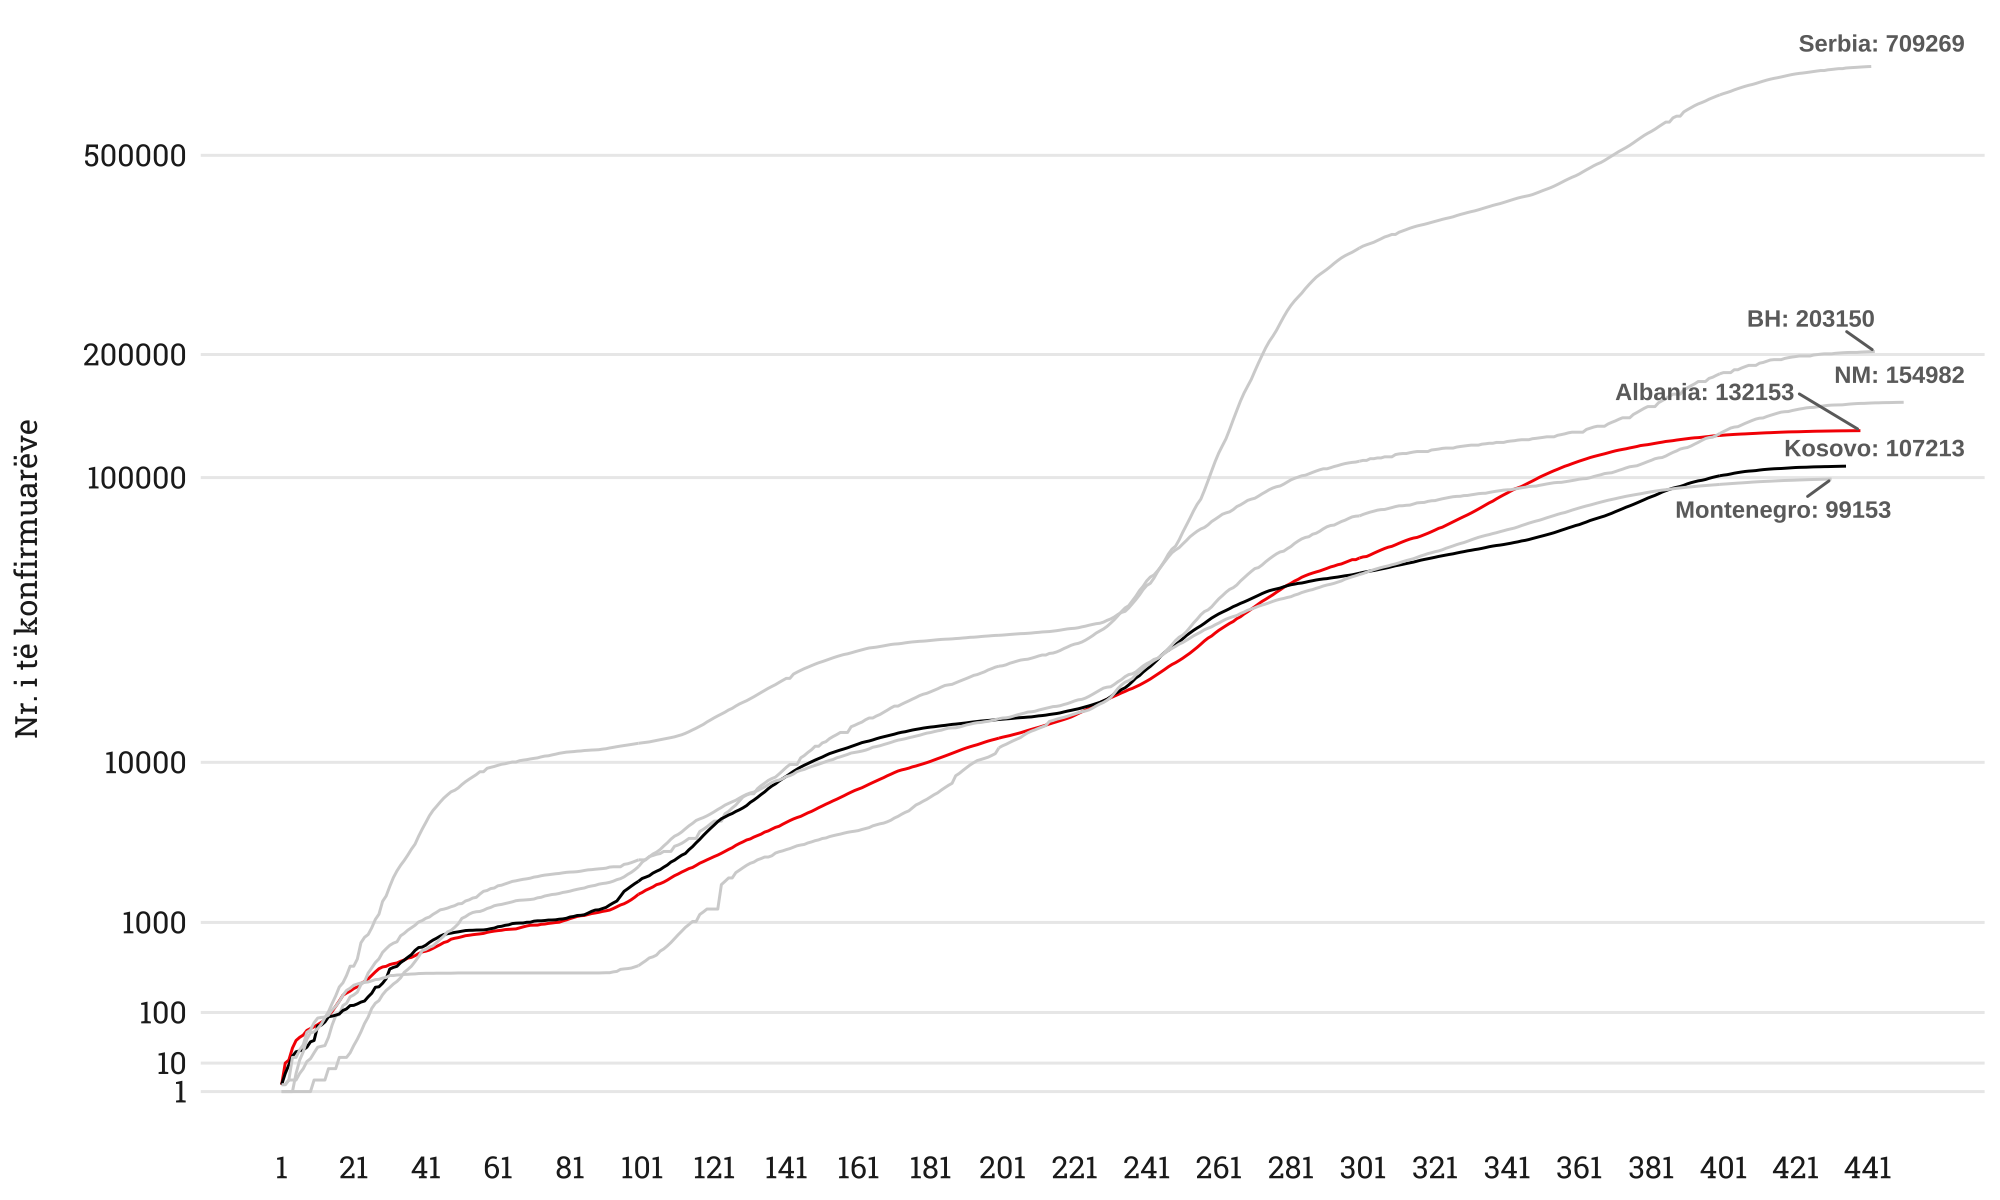 Serbia: 709269
500000
BH: 203150
200000
NM: 154982
Albania: 132153
Kosovo: 107213
100000
Montenegro: 99153
Nr. i të konfirmuarëve
10000
1000
100
10
1
1 21 41 61 81 101 121 141 161 181 201 221 241 261 281 301 321 341 361 381 401 421 441